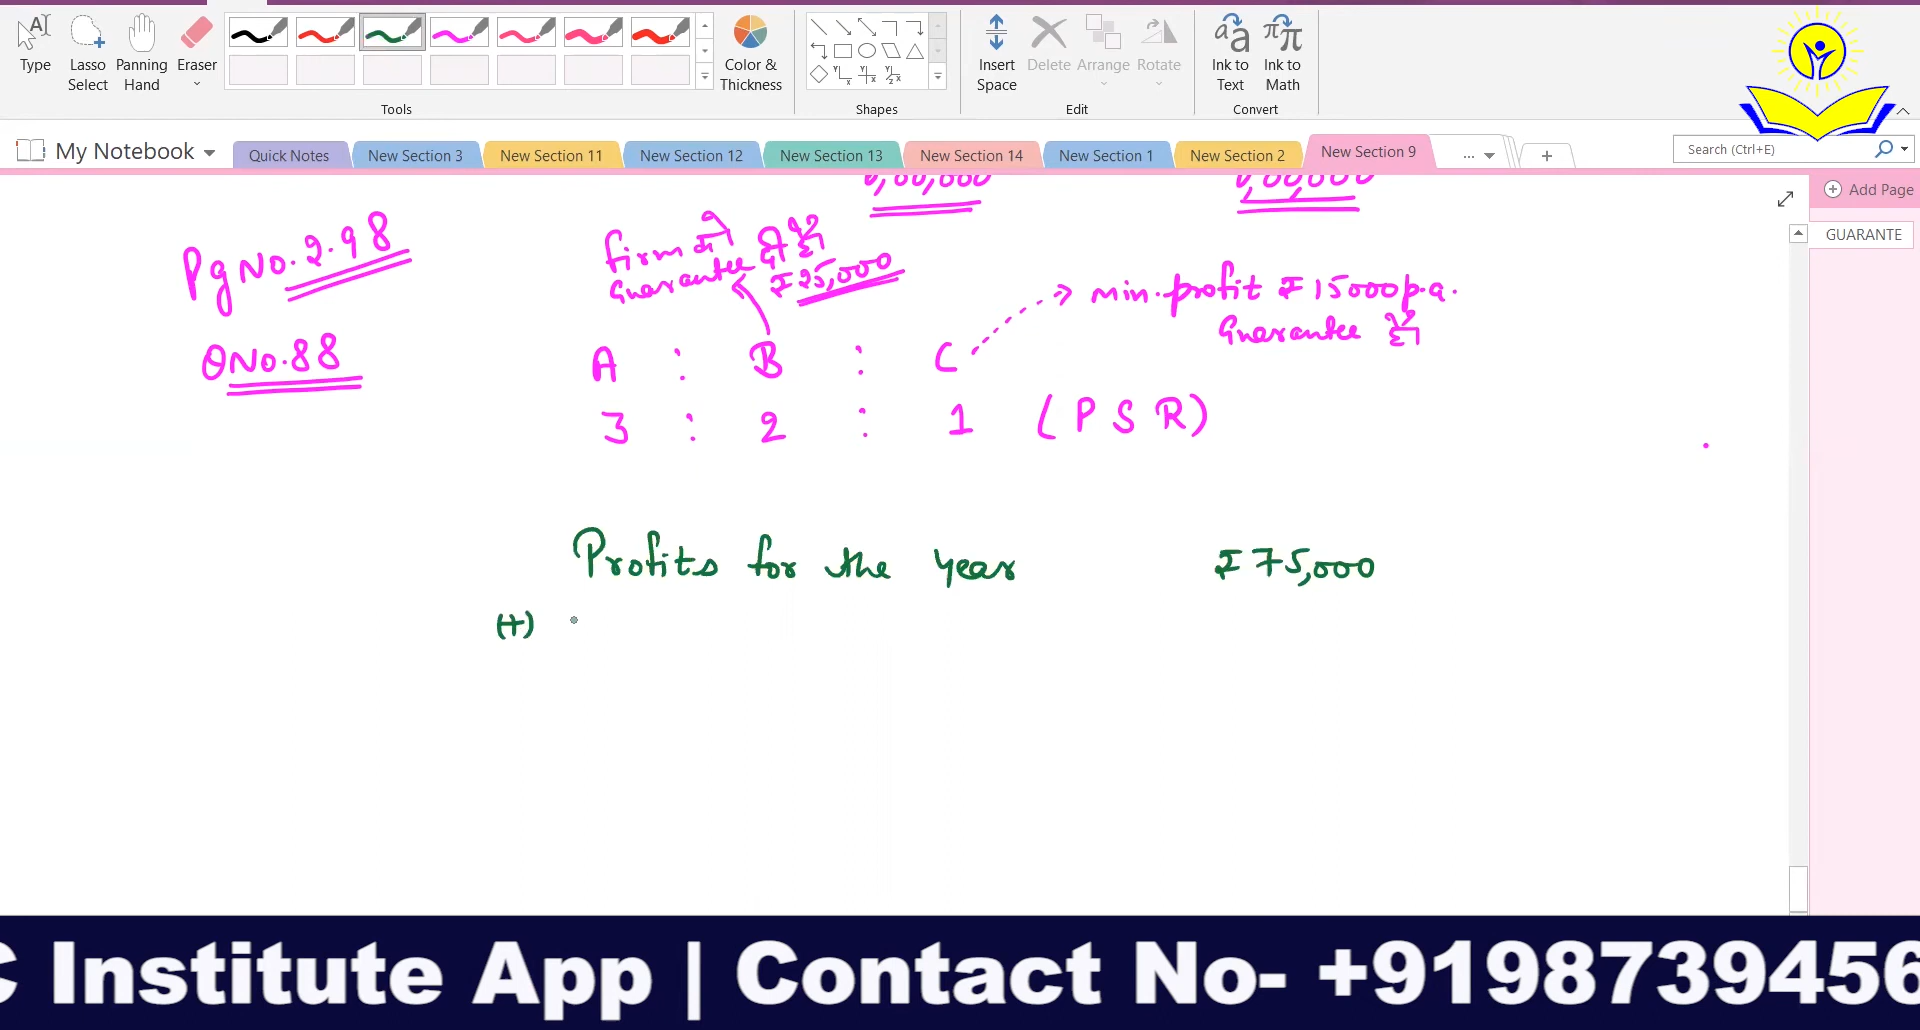 Type
Lasso Select
Panning Hand
Eraser
Color & Thickness
Insert Space
Delete
Arrange
Rotate
Ink to Text
Ink to Math
Tools
Shapes
Edit
Convert
My Notebook
Quick Notes
New Section 3
New Section 11
New Section 12
New Section 13
New Section 14
New Section 1
New Section 2
New Section 9
...
Search (Ctrl+E)
Add Page
GUARANTE
Pg No. 2.98
QNo.88
firm को
Guarantee दी है
₹ 25,000
min. profit ₹ 15000 p.a.
Guarantee है
A : B : C
3 : 2 : 1 (PSR)
Profits for the year ₹ 75,000
(+)
C Institute App | Contact No- +919873945